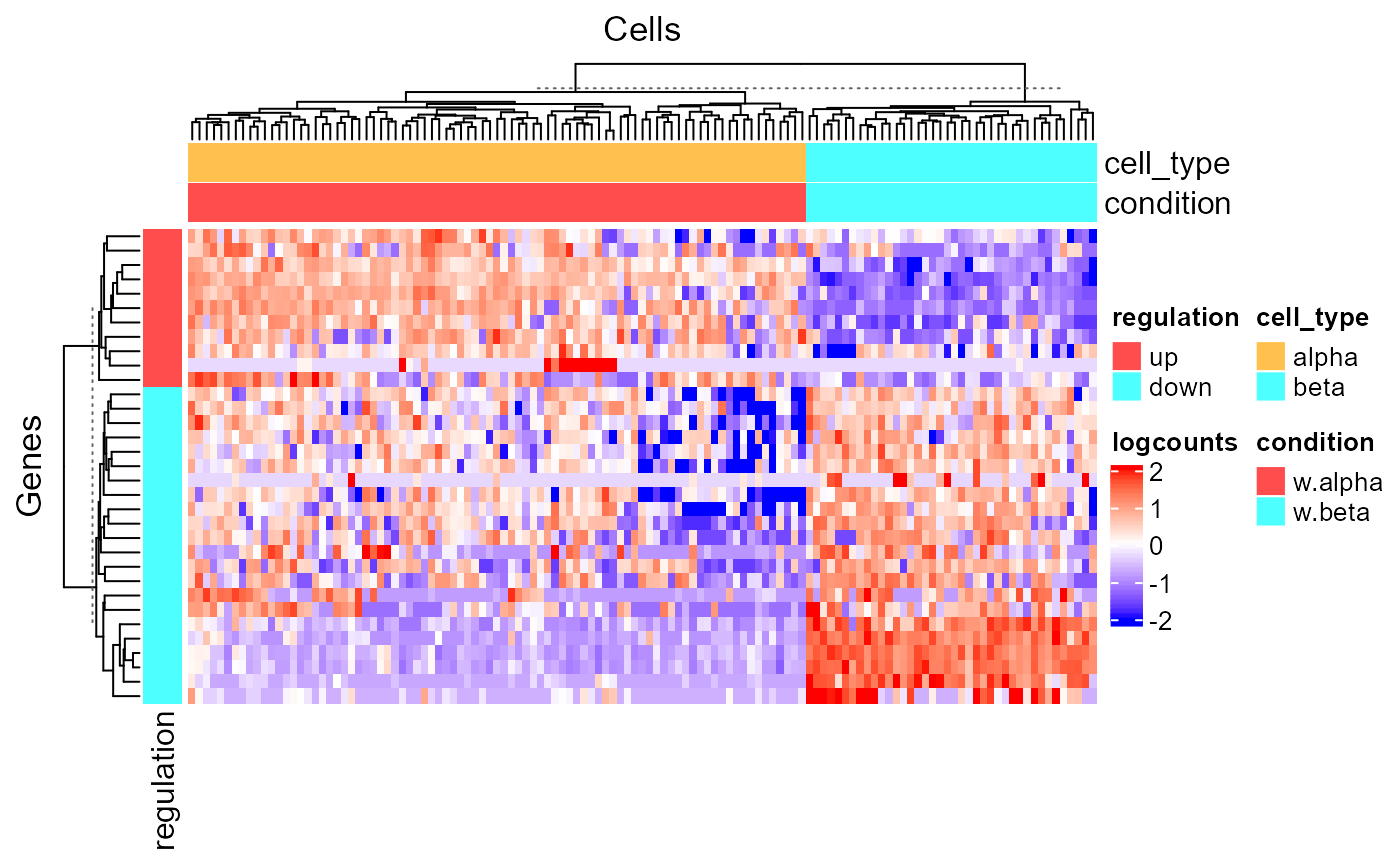 Cells
cell_type
condition
Genes
regulation
regulation
up
down
cell_type
alpha
beta
logcounts
2
1
0
-1
-2
condition
w.alpha
w.beta